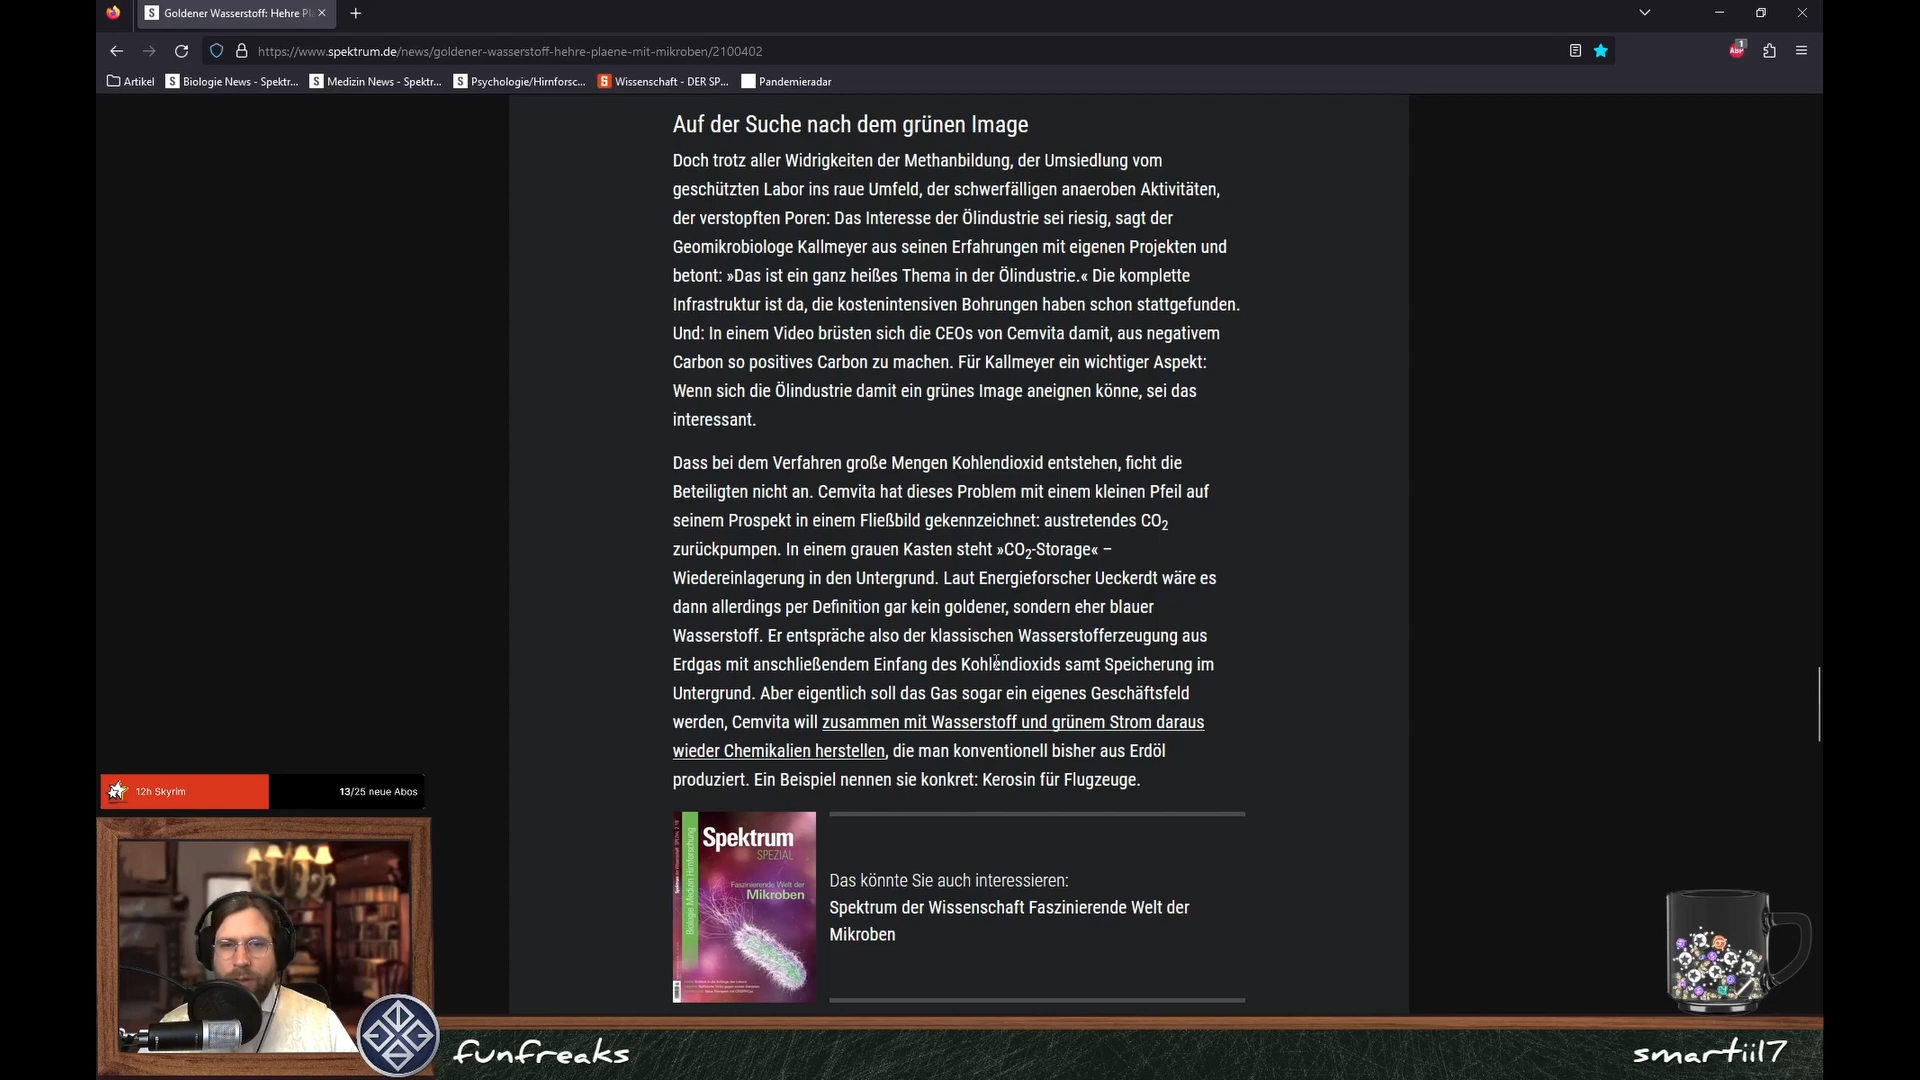 Goldener Wasserstoff: Hehre Pl
https://www.spektrum.de/news/goldener-wasserstoff-hehre-plaene-mit-mikroben/2100402
Artikel
Biologie News - Spektr...
Medizin News - Spektr...
Psychologie/Hirnforsc...
Wissenschaft - DER SP...
Pandemieradar
Auf der Suche nach dem grünen Image
Doch trotz aller Widrigkeiten der Methanbildung, der Umsiedlung vom
geschützten Labor ins raue Umfeld, der schwerfälligen anaeroben Aktivitäten,
der verstopften Poren: Das Interesse der Ölindustrie sei riesig, sagt der
Geomikrobiologe Kallmeyer aus seinen Erfahrungen mit eigenen Projekten und
betont: »Das ist ein ganz heißes Thema in der Ölindustrie.« Die komplette
Infrastruktur ist da, die kostenintensiven Bohrungen haben schon stattgefunden.
Und: In einem Video brüsten sich die CEOs von Cemvita damit, aus negativem
Carbon so positives Carbon zu machen. Für Kallmeyer ein wichtiger Aspekt:
Wenn sich die Ölindustrie damit ein grünes Image aneignen könne, sei das
interessant.
Dass bei dem Verfahren große Mengen Kohlendioxid entstehen, ficht die
Beteiligten nicht an. Cemvita hat dieses Problem mit einem kleinen Pfeil auf
seinem Prospekt in einem Fließbild gekennzeichnet: austretendes CO2
zurückpumpen. In einem grauen Kasten steht »CO2-Storage« –
Wiedereinlagerung in den Untergrund. Laut Energieforscher Ueckerdt wäre es
dann allerdings per Definition gar kein goldener, sondern eher blauer
Wasserstoff. Er entspräche also der klassischen Wasserstofferzeugung aus
Erdgas mit anschließendem Einfang des Kohlendioxids samt Speicherung im
Untergrund. Aber eigentlich soll das Gas sogar ein eigenes Geschäftsfeld
werden, Cemvita will zusammen mit Wasserstoff und grünem Strom daraus
wieder Chemikalien herstellen, die man konventionell bisher aus Erdöl
produziert. Ein Beispiel nennen sie konkret: Kerosin für Flugzeuge.
12h Skyrim
13/25 neue Abos
Spektrum
SPEZIAL
Biologie Medizin Hirnforschung
Faszinierende Welt der
Mikroben
Das könnte Sie auch interessieren:
Spektrum der Wissenschaft Faszinierende Welt der
Mikroben
funfreaks
smartiil7